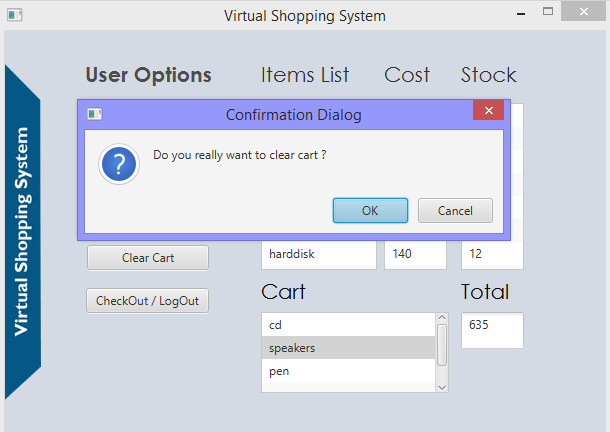 Virtual Shopping System
User Options
Items List
Cost
Stock
Confirmation Dialog
?
Do you really want to clear cart ?
OK
Cancel
Virtual Shopping System
Clear Cart
harddisk
140
12
CheckOut / LogOut
Cart
Total
cd
635
speakers
pen